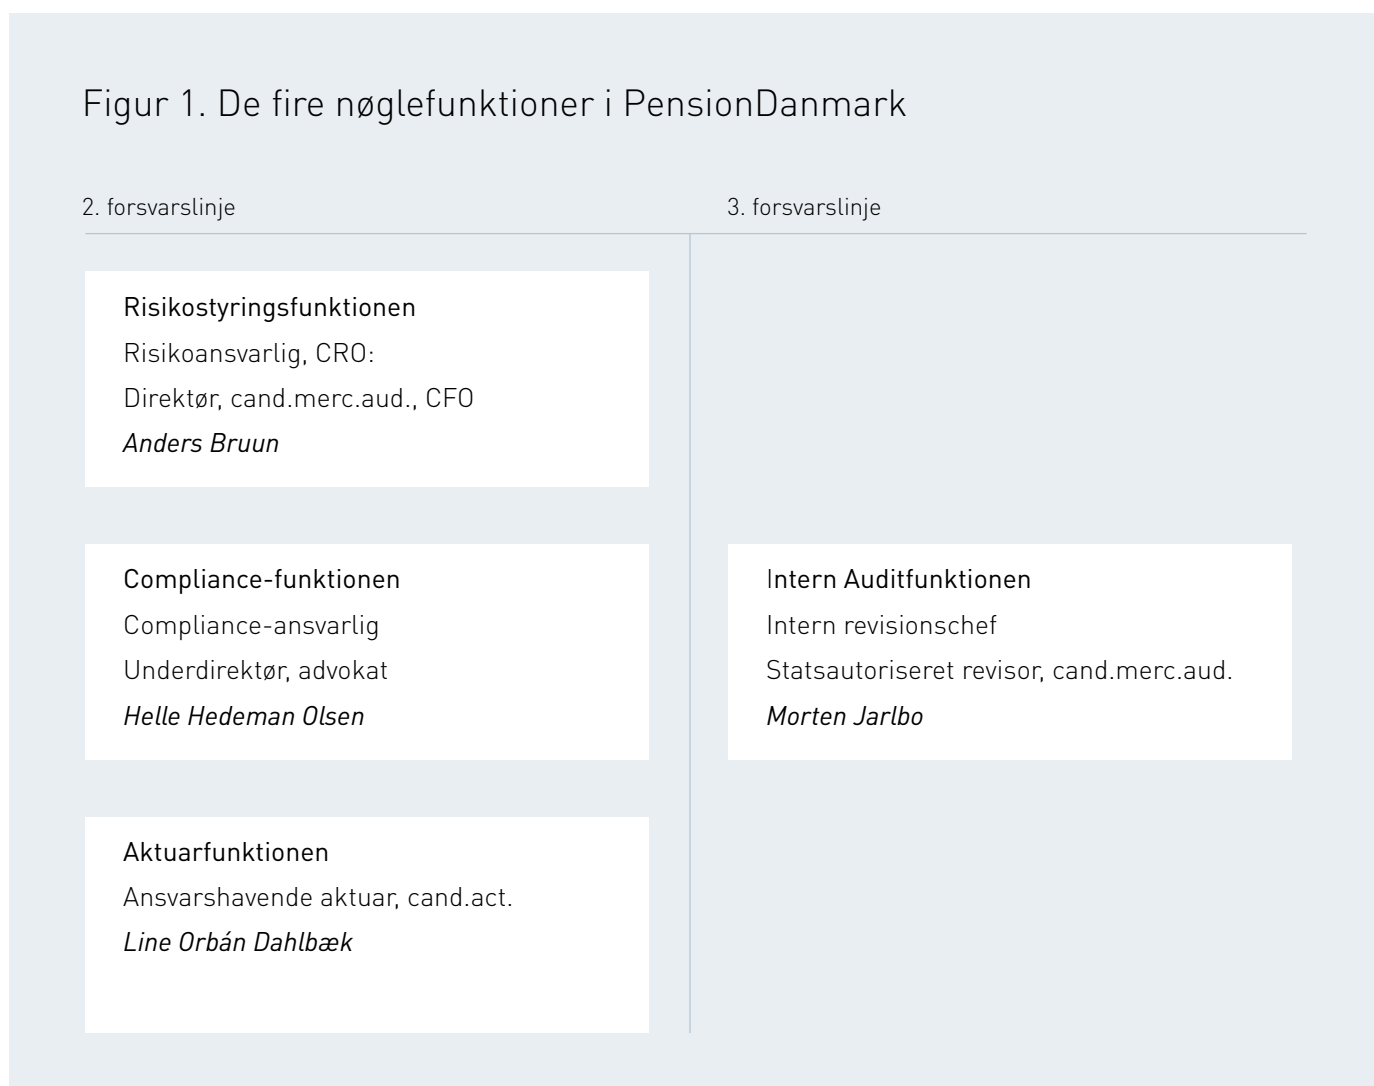 Figur 1. De fire nøglefunktioner i PensionDanmark
2. forsvarslinje
3. forsvarslinje
Risikostyringsfunktionen
Risikoansvarlig, CRO:
Direktør, cand.merc.aud., CFO
Anders Bruun
Compliance-funktionen
Compliance-ansvarlig
Underdirektør, advokat
Helle Hedeman Olsen
Aktuarfunktionen
Ansvarshavende aktuar, cand.act.
Line Orbán Dahlbæk
Intern Auditfunktionen
Intern revisionschef
Statsautoriseret revisor, cand.merc.aud.
Morten Jarlbo